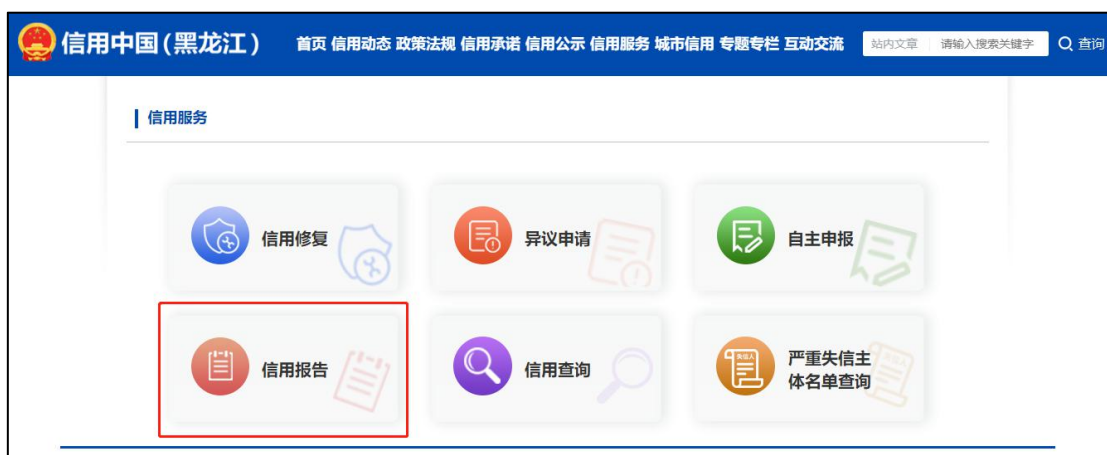 信用中国(黑龙江)
首页 信用动态 政策法规 信用承诺 信用公示 信用服务 城市信用 专题专栏 互动交流
站内文章 请输入搜索关键字 查询
信用服务
信用修复
异议申请
自主申报
信用报告
信用查询
严重失信主
体名单查询